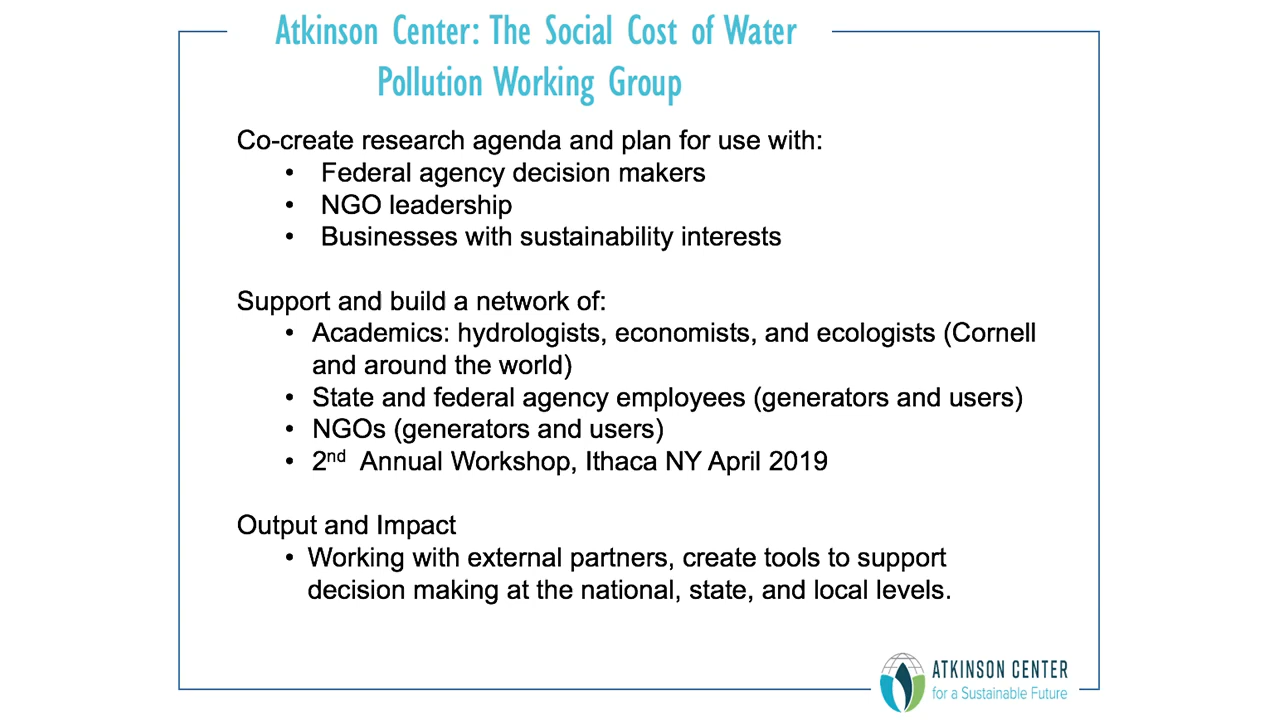 Atkinson Center: The Social Cost of Water
Pollution Working Group
Co-create research agenda and plan for use with:
• Federal agency decision makers
• NGO leadership
• Businesses with sustainability interests
Support and build a network of:
• Academics: hydrologists, economists, and ecologists (Cornell
and around the world)
• State and federal agency employees (generators and users)
• NGOs (generators and users)
• 2nd Annual Workshop, Ithaca NY April 2019
Output and Impact
• Working with external partners, create tools to support
decision making at the national, state, and local levels.
ATKINSON CENTER
for a Sustainable Future